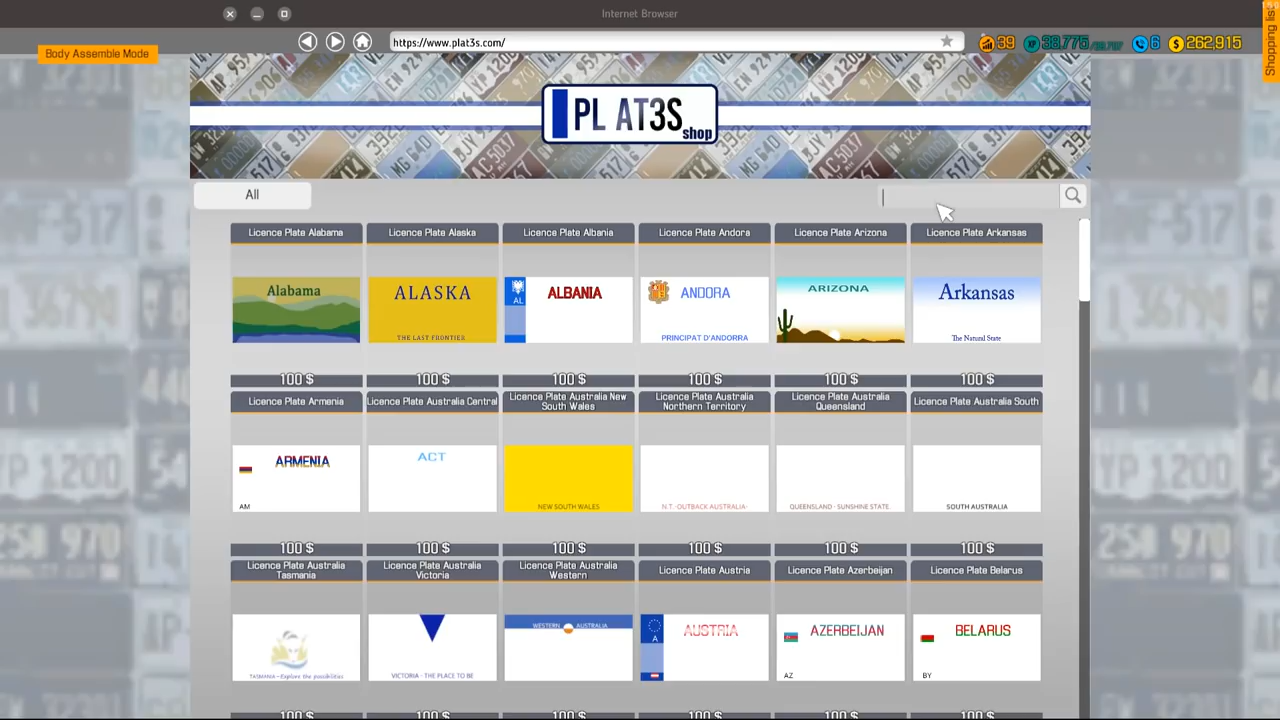 Internet Browser
https://www.plat3s.com/
39
38,775
6
262,915
Shopping list
Body Assemble Mode
PL AT3S
shop
All
Licence Plate Alabama
Licence Plate Alaska
Licence Plate Albania
Licence Plate Andora
Licence Plate Arizona
Licence Plate Arkansas
Alabama
ALASKA
THE LAST FRONTIER
AL
ALBANIA
ANDORA
PRINCIPAT D'ANDORRA
ARIZONA
Arkansas
The Natural State
100 $
100 $
100 $
100 $
100 $
100 $
Licence Plate Armenia
Licence Plate Australia Central
Licence Plate Australia New
South Wales
Licence Plate Australia
Northern Territory
Licence Plate Australia
Queensland
Licence Plate Australia South
ARMENIA
AM
ACT
NEW SOUTH WALES
N.T. -OUTBACK AUSTRALIA-
QUEENSLAND - SUNSHINE STATE
SOUTH AUSTRALIA
100 $
100 $
100 $
100 $
100 $
100 $
Licence Plate Australia
Tasmania
Licence Plate Australia
Victoria
Licence Plate Australia
Western
Licence Plate Austria
Licence Plate Azerbeijan
Licence Plate Belarus
TASMANIA - Explore the possibilities
VICTORIA - THE PLACE TO BE
WESTERN AUSTRALIA
A
AUSTRIA
AZERBEIJAN
AZ
BELARUS
BY